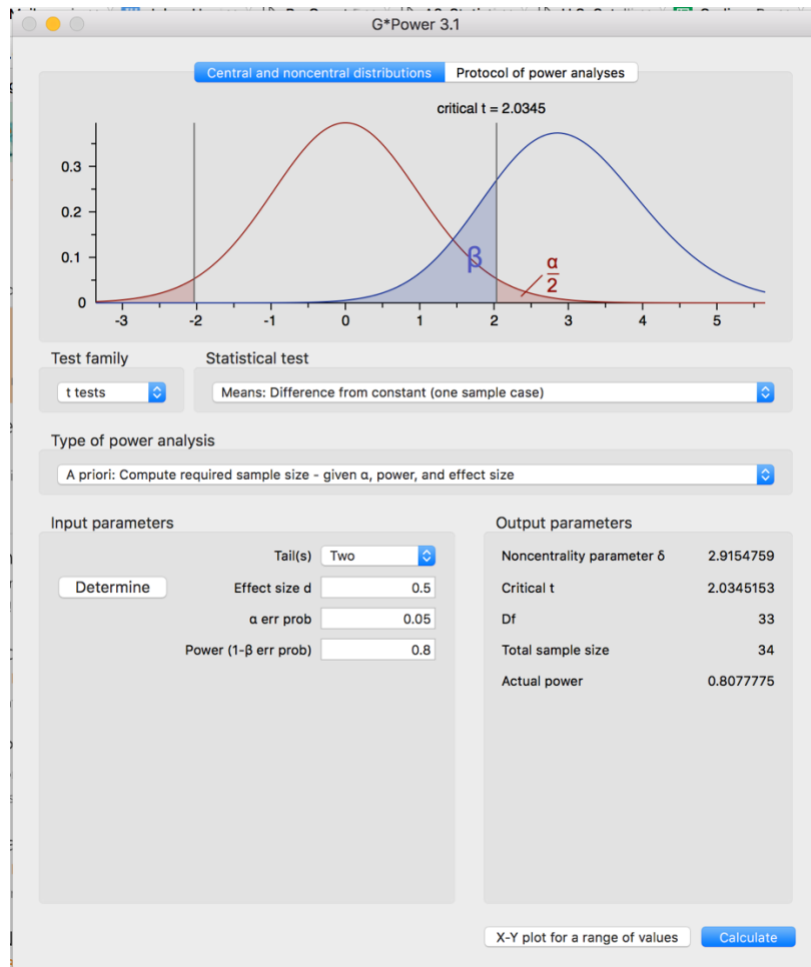 G*Power 3.1
Central and noncentral distributions Protocol of power analyses
critical t = 2.0345
0.3
0.2
0.1
0
β
α
2
-3 -2 -1 0 1 2 3 4 5
Test family Statistical test
t tests Means: Difference from constant (one sample case)
Type of power analysis
A priori: Compute required sample size - given α, power, and effect size
Input parameters Output parameters
Tail(s) Two Noncentrality parameter δ 2.9154759
Determine Effect size d 0.5 Critical t 2.0345153
α err prob 0.05 Df 33
Power (1-β err prob) 0.8 Total sample size 34
Actual power 0.8077775
X-Y plot for a range of values Calculate